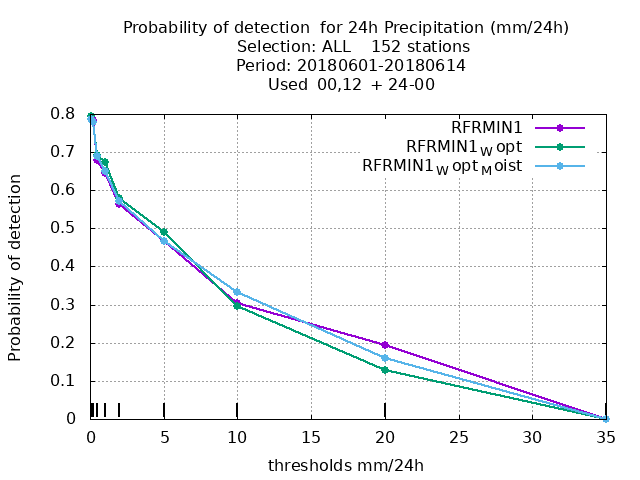 Probability of detection  for 24h Precipitation (mm/24h)
Selection: ALL    152 stations
Period: 20180601-20180614
Used  00,12  + 24-00
RFRMIN1
RFRMIN1Wopt
RFRMIN1WoptMoist
Probability of detection
0.8
0.7
0.6
0.5
0.4
0.3
0.2
0.1
0
0 5 10 15 20 25 30 35
thresholds mm/24h